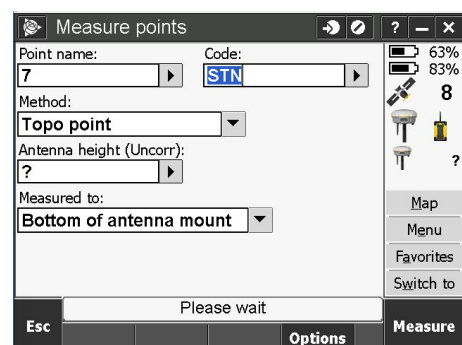 Measure points
? – ×
Point name:
Code:
7
STN
Method:
Topo point
Antenna height (Uncorr):
?
Measured to:
Bottom of antenna mount
63%
83%
8
?
Map
Menu
Favorites
Switch to
Please wait
Esc
Options
Measure